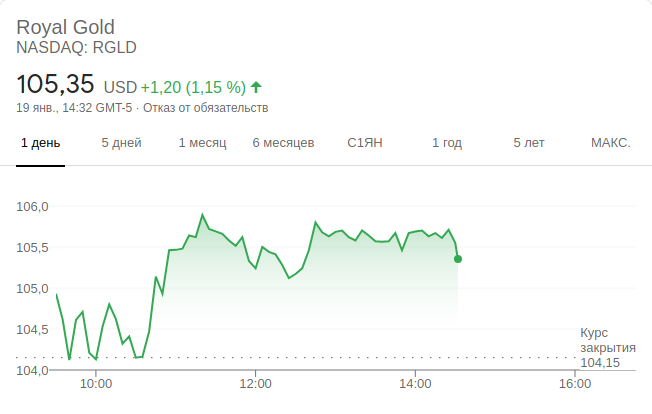 Royal Gold
NASDAQ: RGLD
105,35 USD +1,20 (1,15 %)
19 янв., 14:32 GMT-5 · Отказ от обязательств
1 день 5 дней 1 месяц 6 месяцев С1ЯН 1 год 5 лет МАКС.
106,0
105,5
105,0
104,5
Курс
закрытия
104,15
104,0
10:00 12:00 14:00 16:00